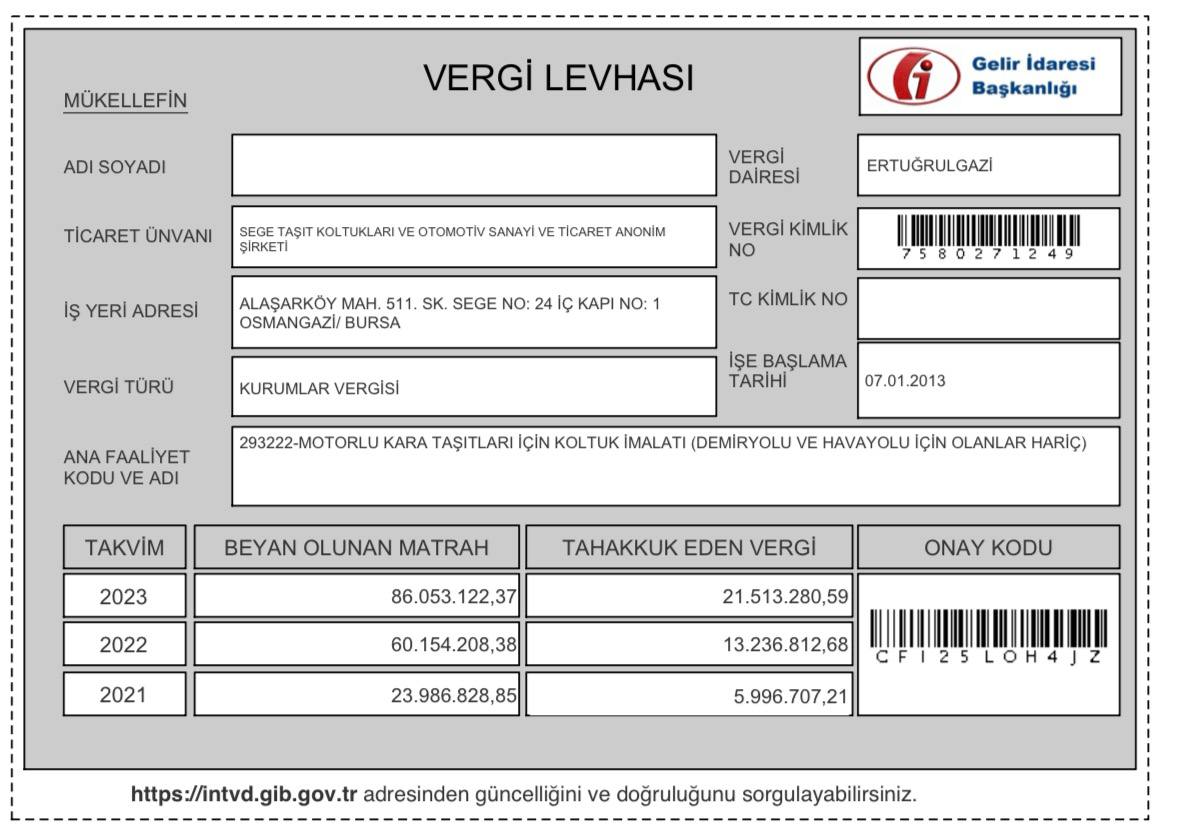 VERGİ LEVHASI
Gelir İdaresi
Başkanlığı
MÜKELLEFİN
ADI SOYADI
VERGİ
DAİRESİ
ERTUĞRULGAZİ
TİCARET ÜNVANI
SEGE TAŞIT KOLTUKLARI VE OTOMOTİV SANAYİ VE TİCARET ANONİM
ŞİRKETİ
VERGİ KİMLİK
NO
7580271249
İŞ YERİ ADRESİ
ALAŞARKÖY MAH. 511. SK. SEGE NO: 24 İÇ KAPI NO: 1
OSMANGAZİ/ BURSA
TC KİMLİK NO
VERGİ TÜRÜ
KURUMLAR VERGİSİ
İŞE BAŞLAMA
TARİHİ
07.01.2013
ANA FAALİYET
KODU VE ADI
293222-MOTORLU KARA TAŞITLARI İÇİN KOLTUK İMALATI (DEMİRYOLU VE HAVAYOLU İÇİN OLANLAR HARİÇ)
TAKVİM BEYAN OLUNAN MATRAH TAHAKKUK EDEN VERGİ ONAY KODU
2023 86.053.122,37 21.513.280,59
2022 60.154.208,38 13.236.812,68
CFI25LOH4JZ
2021 23.986.828,85 5.996.707,21
https://intvd.gib.gov.tr adresinden güncelliğini ve doğruluğunu sorgulayabilirsiniz.